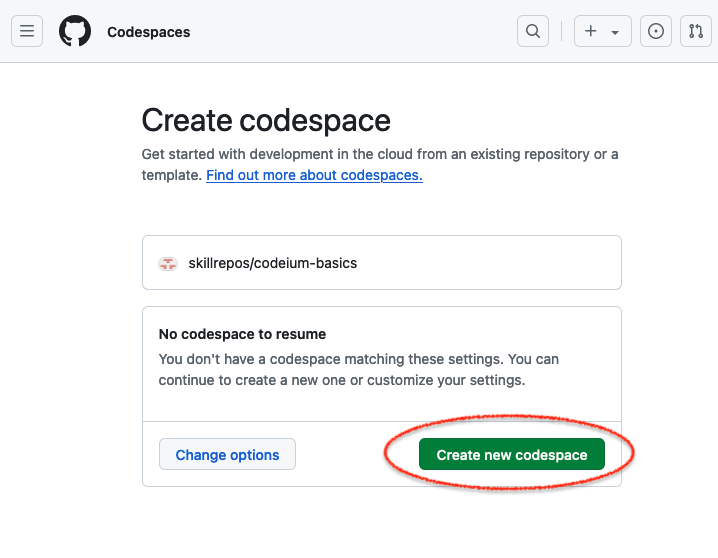 Codespaces
Create codespace
Get started with development in the cloud from an existing repository or a
template. Find out more about codespaces.
skillrepos/codeium-basics
No codespace to resume
You don't have a codespace matching these settings. You can
continue to create a new one or customize your settings.
Change options
Create new codespace